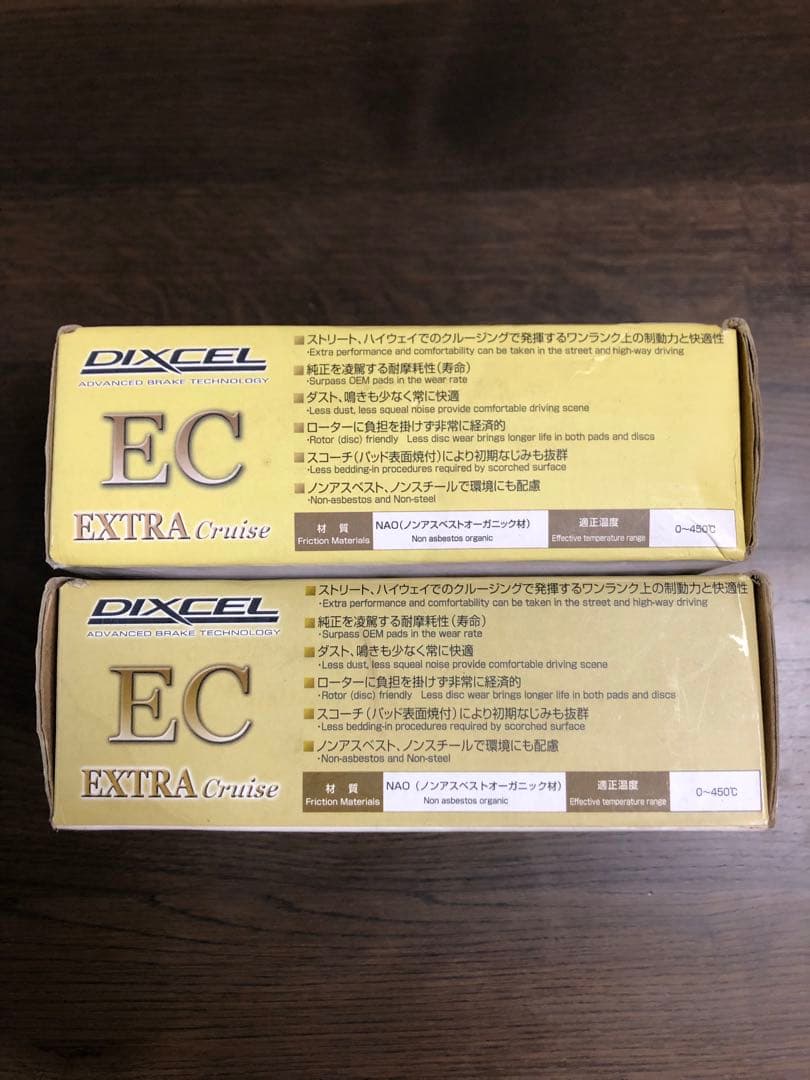 DIXCEL
ADVANCED BRAKE TECHNOLOGY
EC
EXTRA Cruise
ストリート、ハイウェイでのクルージングで発揮するワンランク上の制動力と快適性
・Extra performance and comfortability can be taken in the street and high-way driving
純正を凌駕する耐摩耗性(寿命)
・Surpass OEM pads in the wear rate
ダスト、鳴きも少なく常に快適
・Less dust, less squeal noise provide comfortable driving scene
ローターに負担を掛けず非常に経済的
・Rotor (disc) friendly Less disc wear brings longer life in both pads and discs
スコーチ(パッド表面焼付)により初期なじみも抜群
・Less bedding-in procedures required by scorched surface
ノンアスベスト、ノンスチールで環境にも配慮
・Non-asbestos and Non-steel
材 質 NAO(ノンアスベストオーガニック材) 適正温度 0～450℃
Friction Materials Non asbestos organic Effective temperature range
DIXCEL
ADVANCED BRAKE TECHNOLOGY
EC
EXTRA Cruise
ストリート、ハイウェイでのクルージングで発揮するワンランク上の制動力と快適性
・Extra performance and comfortability can be taken in the street and high-way driving
純正を凌駕する耐摩耗性(寿命)
・Surpass OEM pads in the wear rate
ダスト、鳴きも少なく常に快適
・Less dust, less squeal noise provide comfortable driving scene
ローターに負担を掛けず非常に経済的
・Rotor (disc) friendly Less disc wear brings longer life in both pads and discs
スコーチ(パッド表面焼付)により初期なじみも抜群
・Less bedding-in procedures required by scorched surface
ノンアスベスト、ノンスチールで環境にも配慮
・Non-asbestos and Non-steel
材 質 NAO(ノンアスベストオーガニック材) 適正温度 0～450℃
Friction Materials Non asbestos organic Effective temperature range